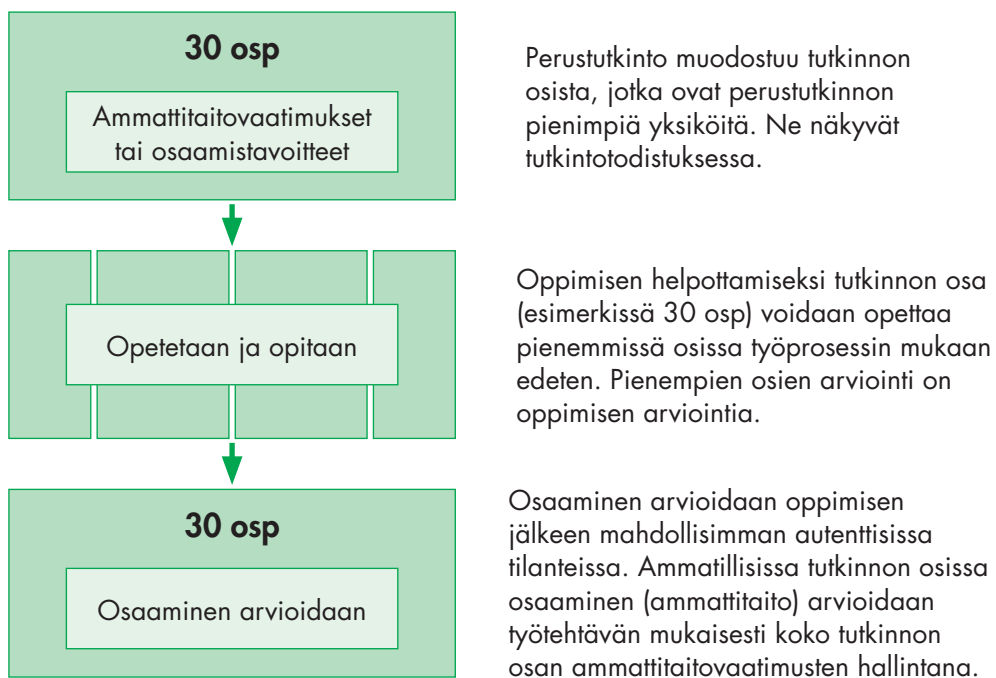 30 osp
Ammattitaitovaatimukset
tai osaamistavoitteet
Perustutkinto muodostuu tutkinnon
osista, jotka ovat perustutkinnon
pienimpiä yksiköitä. Ne näkyvät
tutkintotodistuksessa.
Opetetaan ja opitaan
Oppimisen helpottamiseksi tutkinnon osa
(esimerkissä 30 osp) voidaan opettaa
pienemmissä osissa työprosessin mukaan
edeten. Pienempien osien arviointi on
oppimisen arviointia.
30 osp
Osaaminen arvioidaan
Osaaminen arvioidaan oppimisen
jälkeen mahdollisimman autenttisissa
tilanteissa. Ammatillisissa tutkinnon osissa
osaaminen (ammattitaito) arvioidaan
työtehtävän mukaisesti koko tutkinnon
osan ammattitaitovaatimusten hallintana.